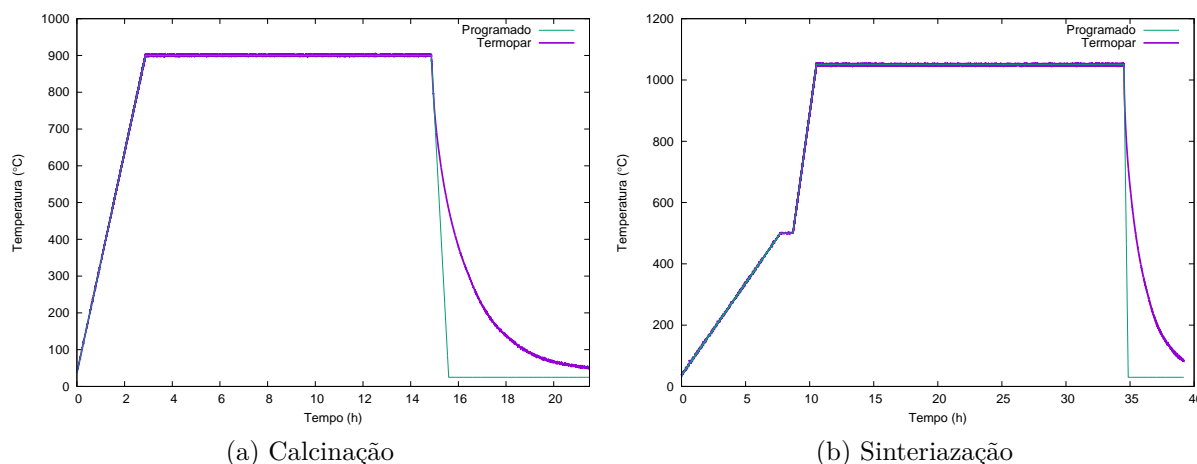 1000
900
800
700
600
500
400
300
200
100
0
0 2 4 6 8 10 12 14 16 18 20
Temperatura (°C)
Tempo (h)
Programado
Termopar
(a) Calcinação
1200
1000
800
600
400
200
0
0 5 10 15 20 25 30 35 40
Temperatura (°C)
Tempo (h)
Programado
Termopar
(b) Sinteriazação